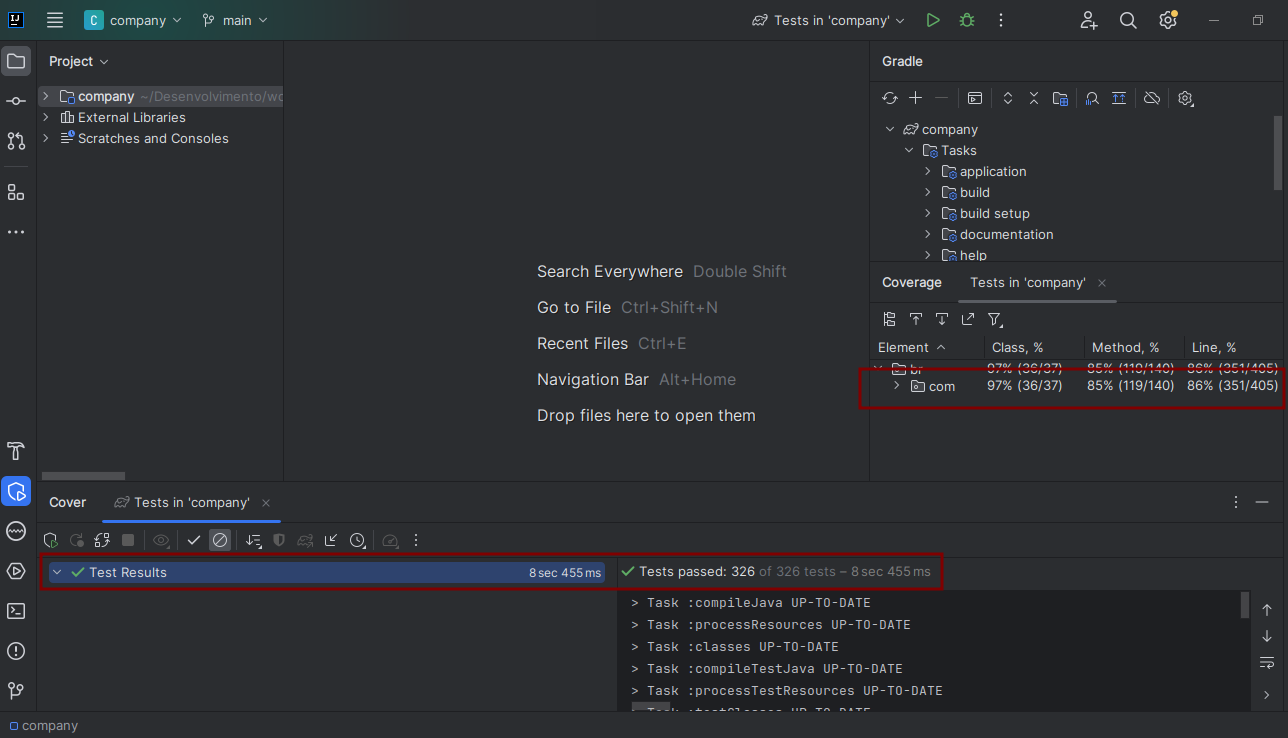 IJ
C company main Tests in 'company'
Project
company ~/Desenvolvimento/wo
External Libraries
Scratches and Consoles
Search Everywhere Double Shift
Go to File Ctrl+Shift+N
Recent Files Ctrl+E
Navigation Bar Alt+Home
Drop files here to open them
Gradle
company
Tasks
application
build
build setup
documentation
help
Coverage Tests in 'company'
Element Class, % Method, % Line, %
br 97% (36/37) 85% (119/140) 86% (351/405)
com 97% (36/37) 85% (119/140) 86% (351/405)
Cover Tests in 'company'
Test Results 8 sec 455 ms
Tests passed: 326 of 326 tests – 8 sec 455 ms
> Task :compileJava UP-TO-DATE
> Task :processResources UP-TO-DATE
> Task :classes UP-TO-DATE
> Task :compileTestJava UP-TO-DATE
> Task :processTestResources UP-TO-DATE
> Task :testClasses UP-TO-DATE
company